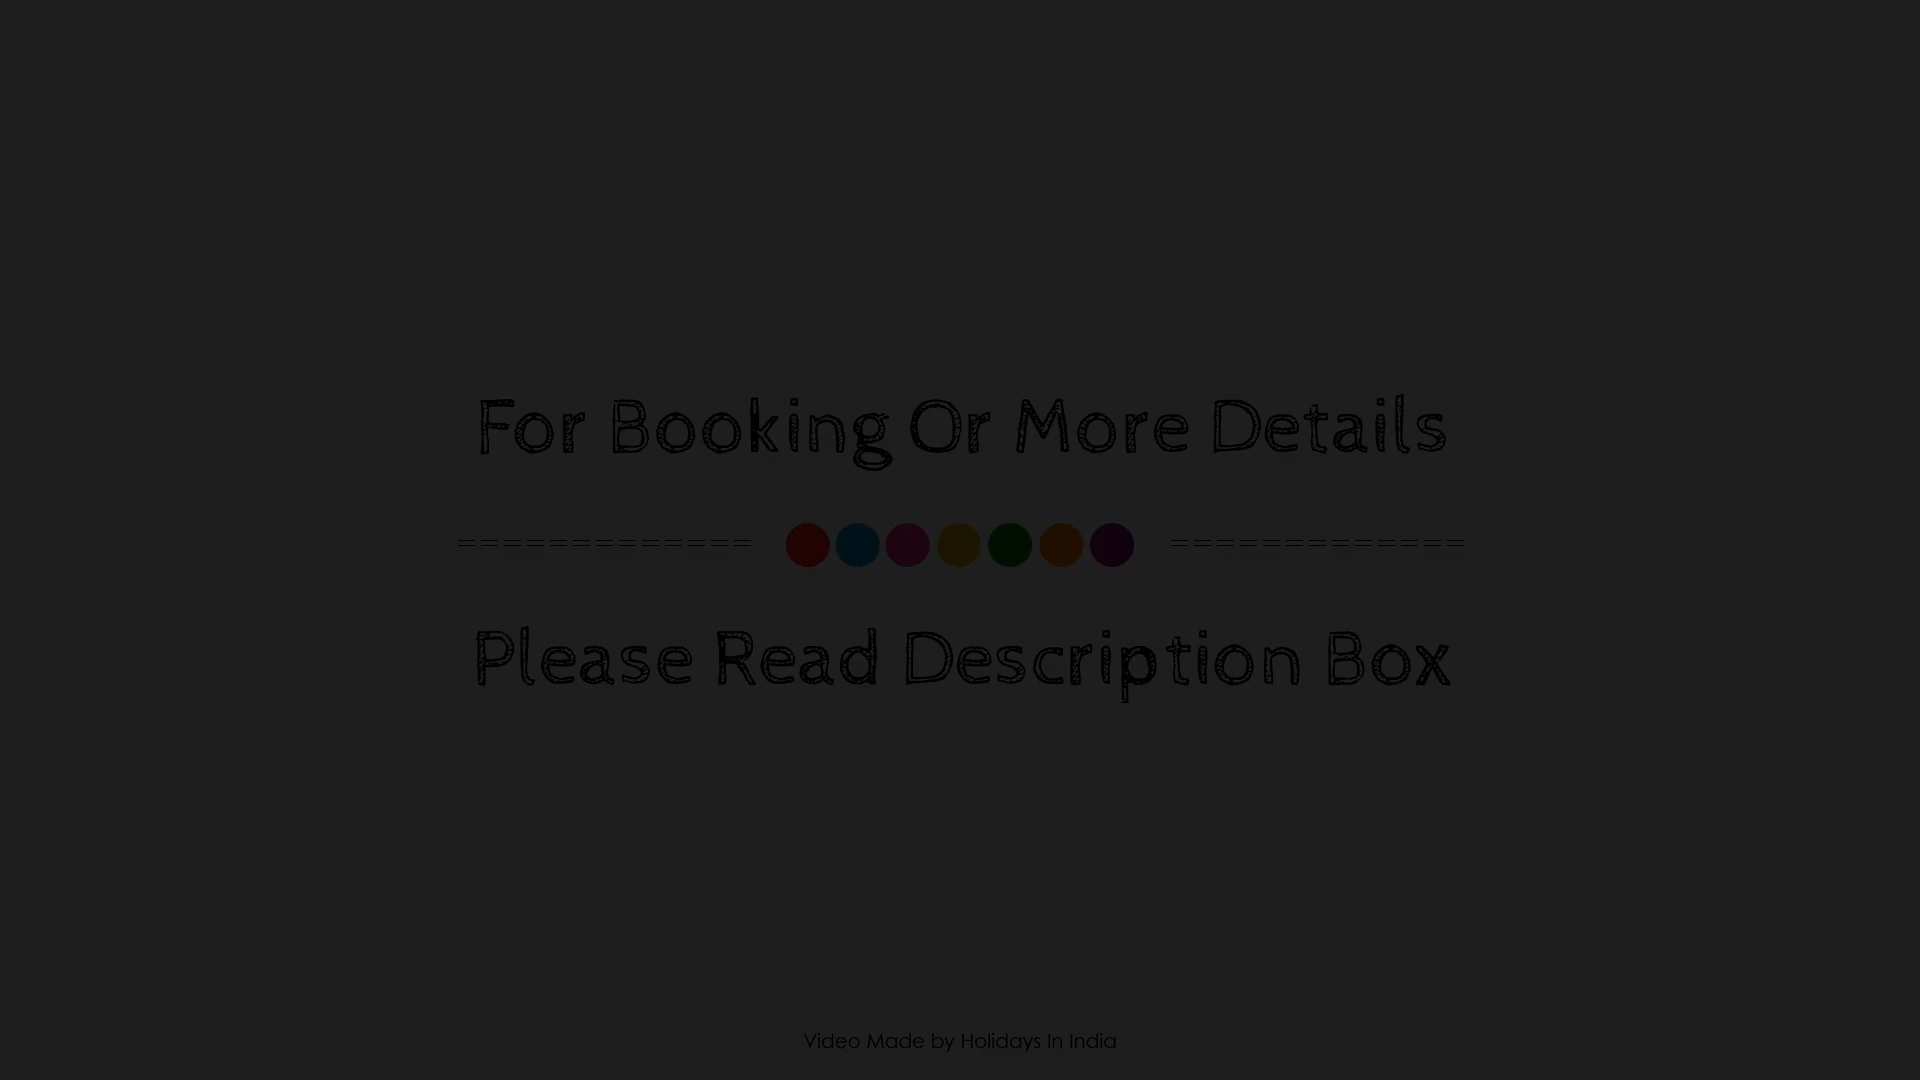 For Booking Or More Details
============= =============
Please Read Description Box
Video Made by Holidays In India